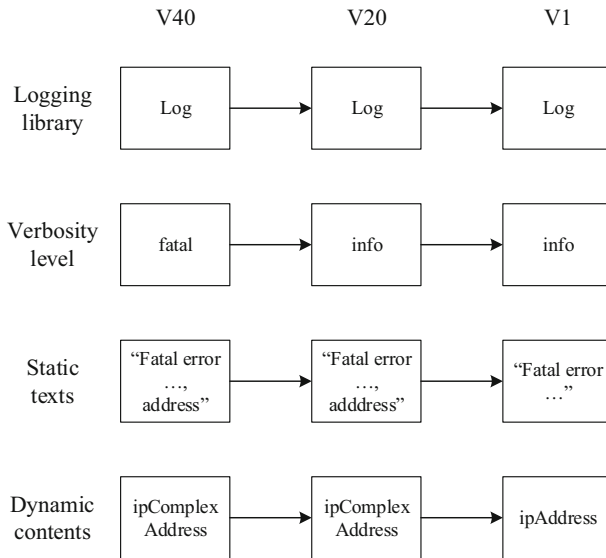 V40 V20 V1
Logging
library
Log
Log
Log
Verbosity
level
fatal
info
info
Static
texts
“Fatal error
…,
address”
“Fatal error
…,
adddress”
“Fatal error
…”
Dynamic
contents
ipComplex
Address
ipComplex
Address
ipAddress